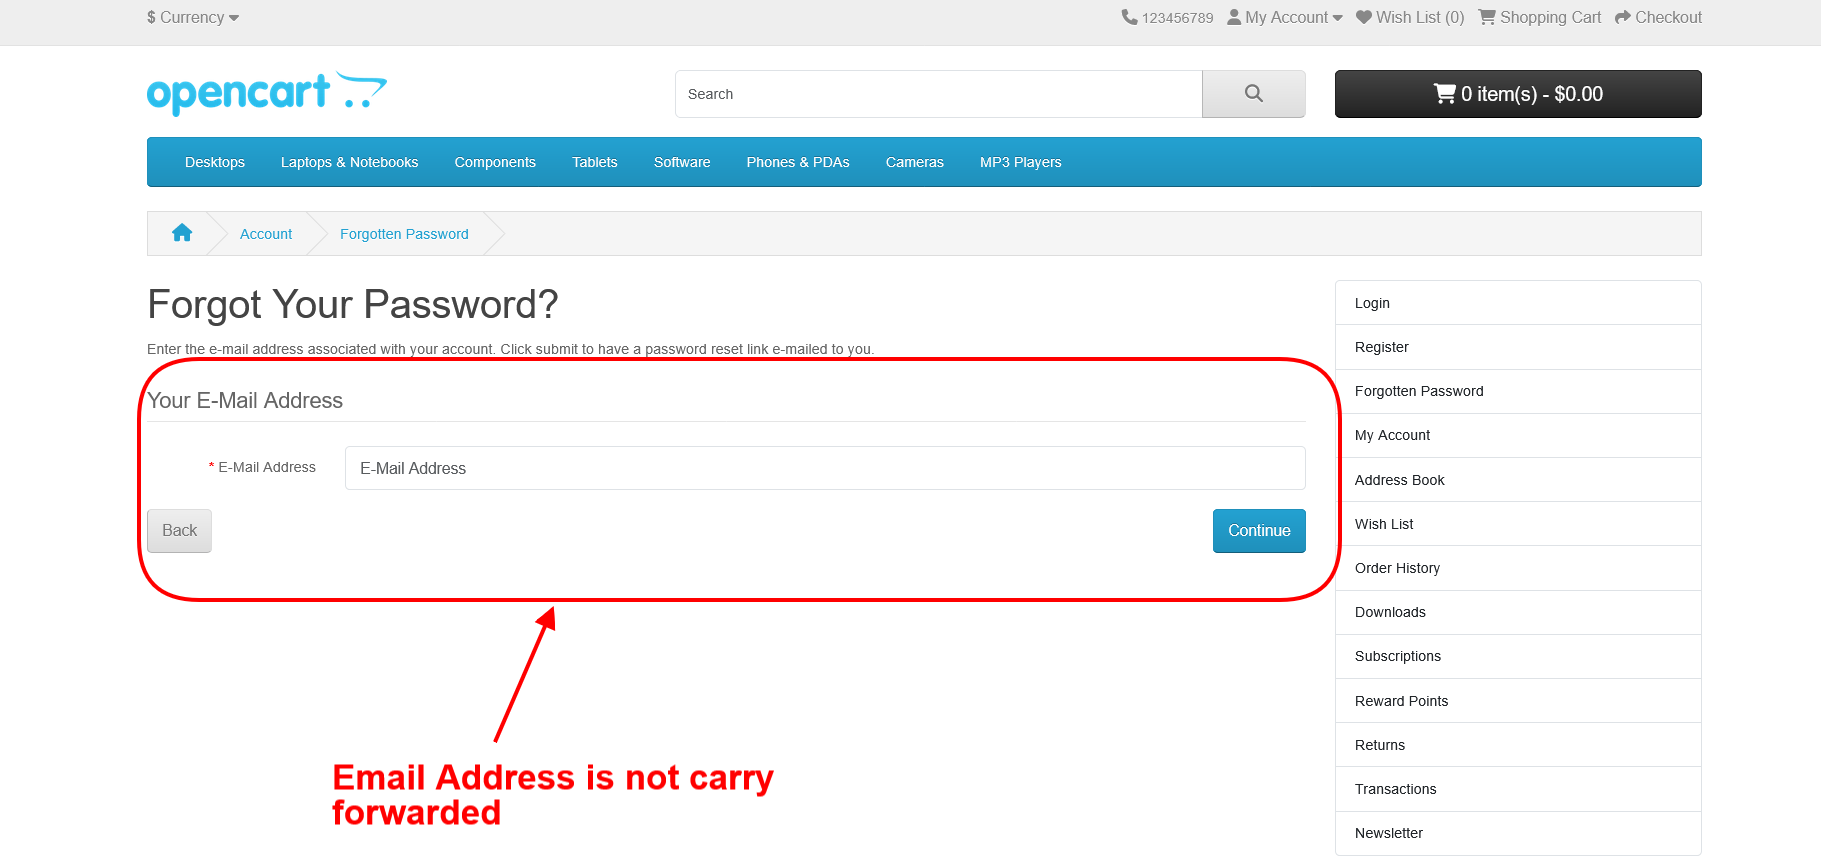 $ Currency
123456789 My Account Wish List (0) Shopping Cart Checkout
opencart
Search
0 item(s) - $0.00
Desktops Laptops & Notebooks Components Tablets Software Phones & PDAs Cameras MP3 Players
Account Forgotten Password
Forgot Your Password?
Enter the e-mail address associated with your account. Click submit to have a password reset link e-mailed to you.
Your E-Mail Address
* E-Mail Address
E-Mail Address
Back
Continue
Email Address is not carry
forwarded
Login
Register
Forgotten Password
My Account
Address Book
Wish List
Order History
Downloads
Subscriptions
Reward Points
Returns
Transactions
Newsletter